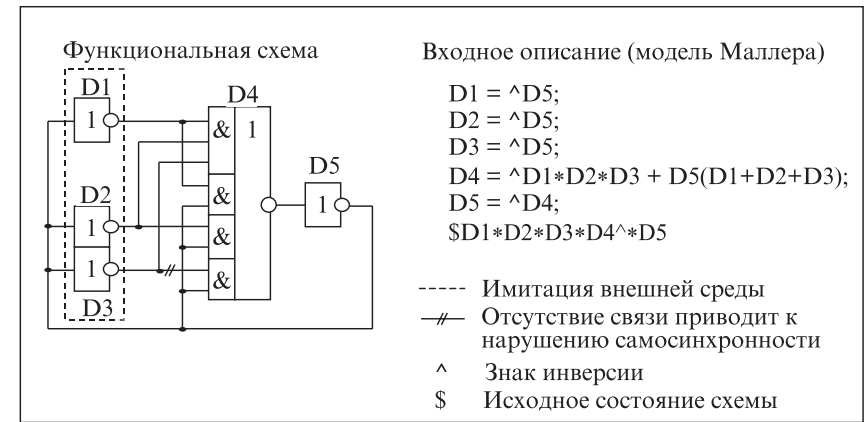 Функциональная схема
D1
1
D4
&
1
&
D5
D2
1
&
1
1
&
D3
Входное описание (модель Маллера)
D1 = ^D5;
D2 = ^D5;
D3 = ^D5;
D4 = ^D1*D2*D3 + D5(D1+D2+D3);
D5 = ^D4;
$D1*D2*D3*D4^*D5
Имитация внешней среды
Отсутствие связи приводит к
нарушению самосинхронности
^ Знак инверсии
$ Исходное состояние схемы